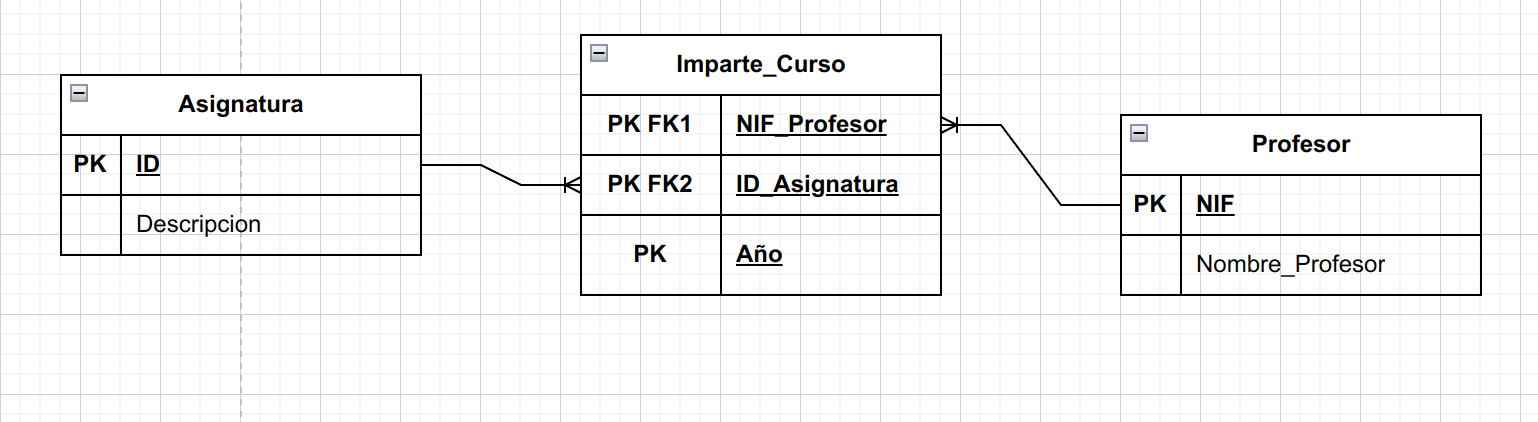 Asignatura
PK ID
Descripcion
Imparte_Curso
PK FK1 NIF_Profesor
PK FK2 ID_Asignatura
PK Año
Profesor
PK NIF
Nombre_Profesor